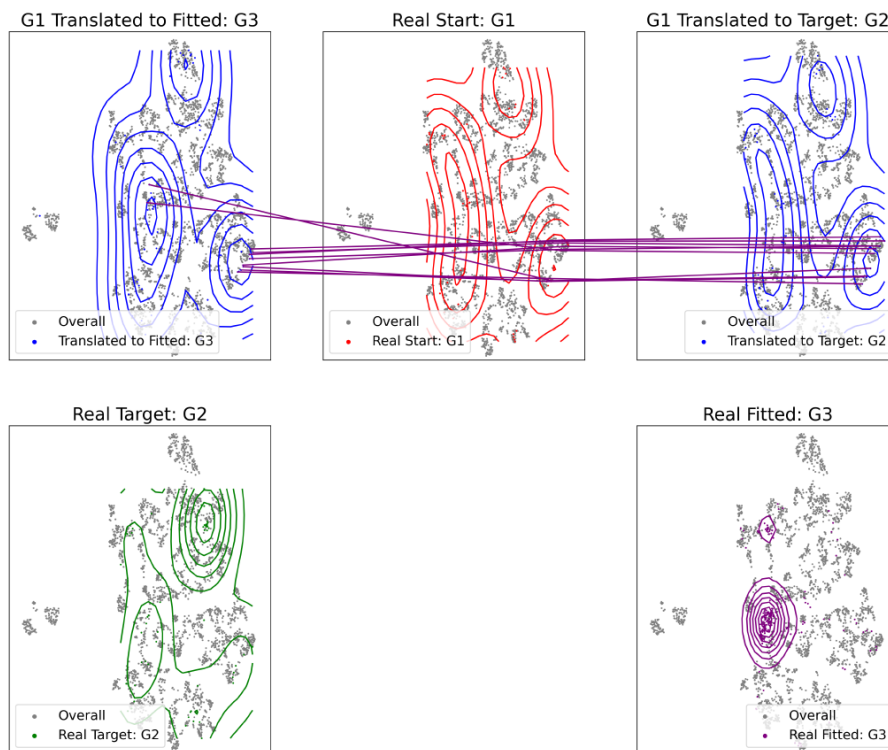 G1 Translated to Fitted: G3
Real Start: G1
G1 Translated to Target: G2
Overall
Translated to Fitted: G3
Overall
Real Start: G1
Overall
Translated to Target: G2
Real Target: G2
Real Fitted: G3
Overall
Real Target: G2
Overall
Real Fitted: G3